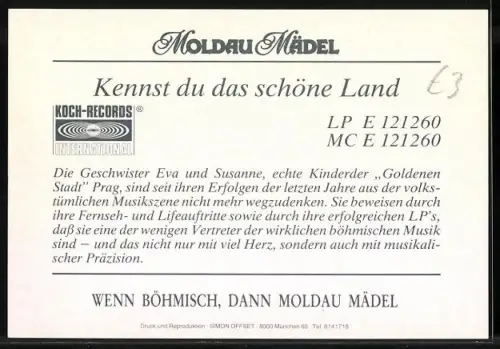 MOLDAU MÄDEL
Kennst du das schöne Land
£3
KOCH-RECORDS®
INTERNATIONAL
LP E 121260
MC E 121260
Die Geschwister Eva und Susanne, echte Kinderder „Goldenen
Stadt" Prag, sind seit ihren Erfolgen der letzten Jahre aus der volks-
tümlichen Musikszene nicht mehr wegzudenken. Sie beweisen durch
ihre Fernseh- und Lifeauftritte sowie durch ihre erfolgreichen LP's,
daß sie eine der wenigen Vertreter der wirklichen böhmischen Musik
sind – und das nicht nur mit viel Herz, sondern auch mit musikali-
scher Präzision.
WENN BÖHMISCH, DANN MOLDAU MÄDEL
Druck und Reproduktion · SIMON OFFSET · 8000 München 65 Tel. 8141715